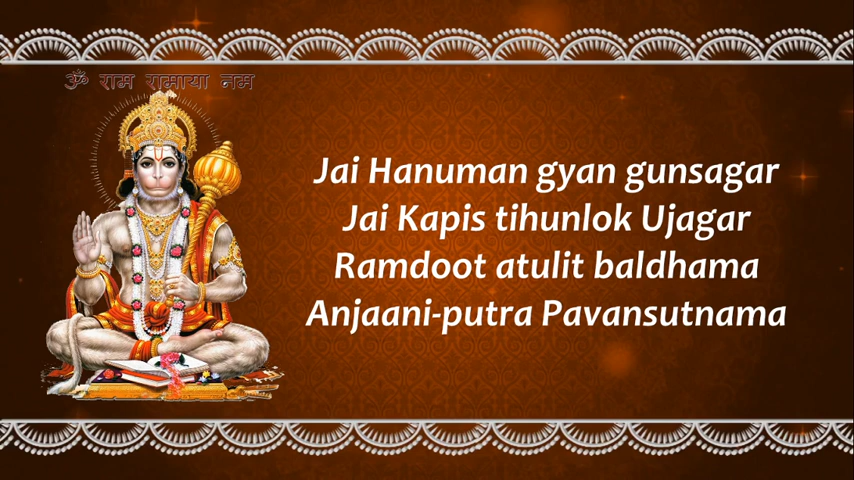 ॐ राम रामाया नम
Jai Hanuman gyan gunsagar
Jai Kapis tihunlok Ujagar
Ramdoot atulit baldhama
Anjaani-putra Pavansutnama